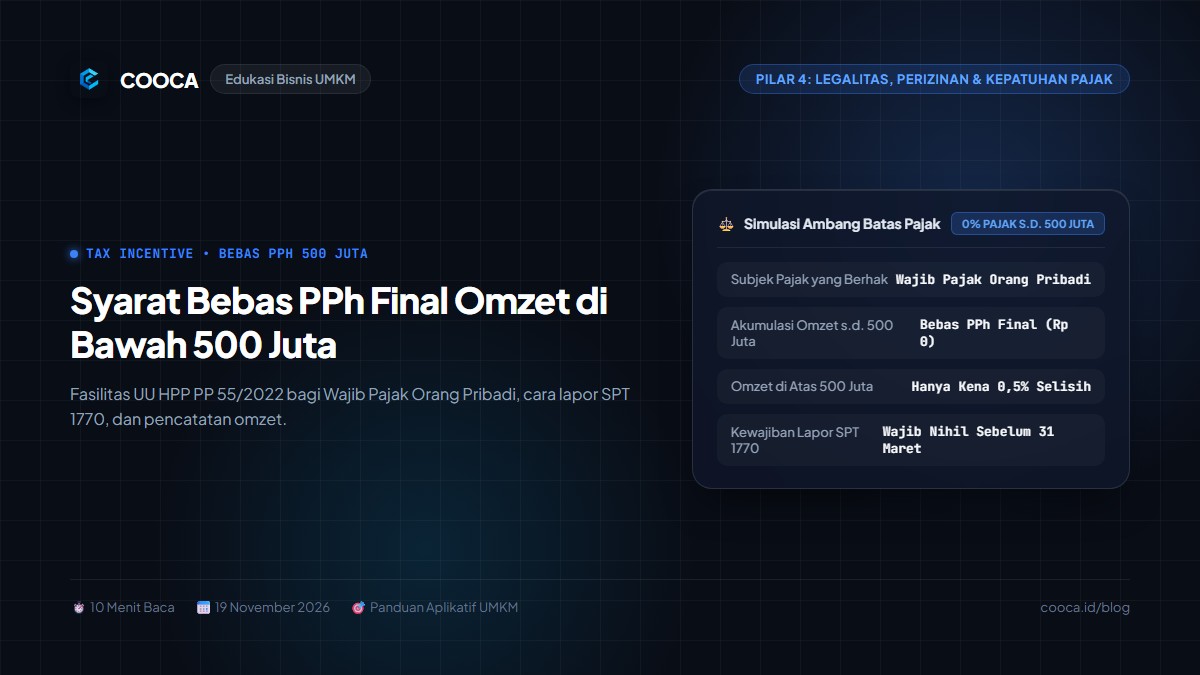 COOCA
Edukasi Bisnis UMKM
PILAR 4: LEGALITAS, PERIZINAN & KEPATUHAN PAJAK
TAX INCENTIVE • BEBAS PPH 500 JUTA
Syarat Bebas PPh Final Omzet di
Bawah 500 Juta
Fasilitas UU HPP PP 55/2022 bagi Wajib Pajak Orang Pribadi, cara lapor SPT
1770, dan pencatatan omzet.
Simulasi Ambang Batas Pajak
0% PAJAK S.D. 500 JUTA
Subjek Pajak yang Berhak
Wajib Pajak Orang Pribadi
Akumulasi Omzet s.d. 500
Juta
Bebas PPh Final (Rp
0)
Omzet di Atas 500 Juta
Hanya Kena 0,5% Selisih
Kewajiban Lapor SPT
1770
Wajib Nihil Sebelum 31
Maret
10 Menit Baca
19 November 2026
Panduan Aplikatif UMKM
cooca.id/blog